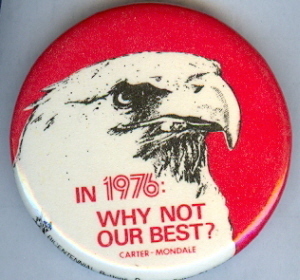 IN 1976:
WHY NOT
OUR BEST?
CARTER-MONDALE